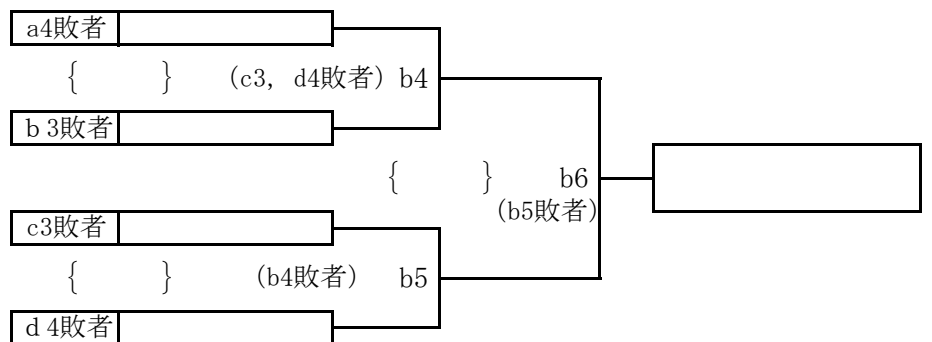 a4敗者
{ } (c3, d4敗者) b4
b 3敗者
{ } b6
(b5敗者)
c3敗者
{ } (b4敗者) b5
d 4敗者